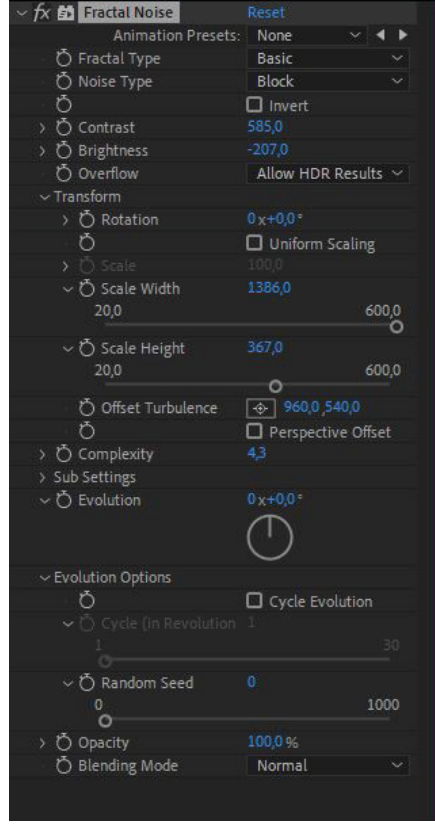 fx Fractal Noise Reset
Animation Presets: None
Fractal Type Basic
Noise Type Block
Invert
Contrast 585,0
Brightness -207,0
Overflow Allow HDR Results
Transform
Rotation 0x+0,0°
Uniform Scaling
Scale 100,0
Scale Width 1386,0
20,0 600,0
Scale Height 367,0
20,0 600,0
Offset Turbulence 960,0 ,540,0
Perspective Offset
Complexity 4,3
Sub Settings
Evolution 0x+0,0°
Evolution Options
Cycle Evolution
Cycle (in Revolution 1
1 30
Random Seed 0
0 1000
Opacity 100,0 %
Blending Mode Normal